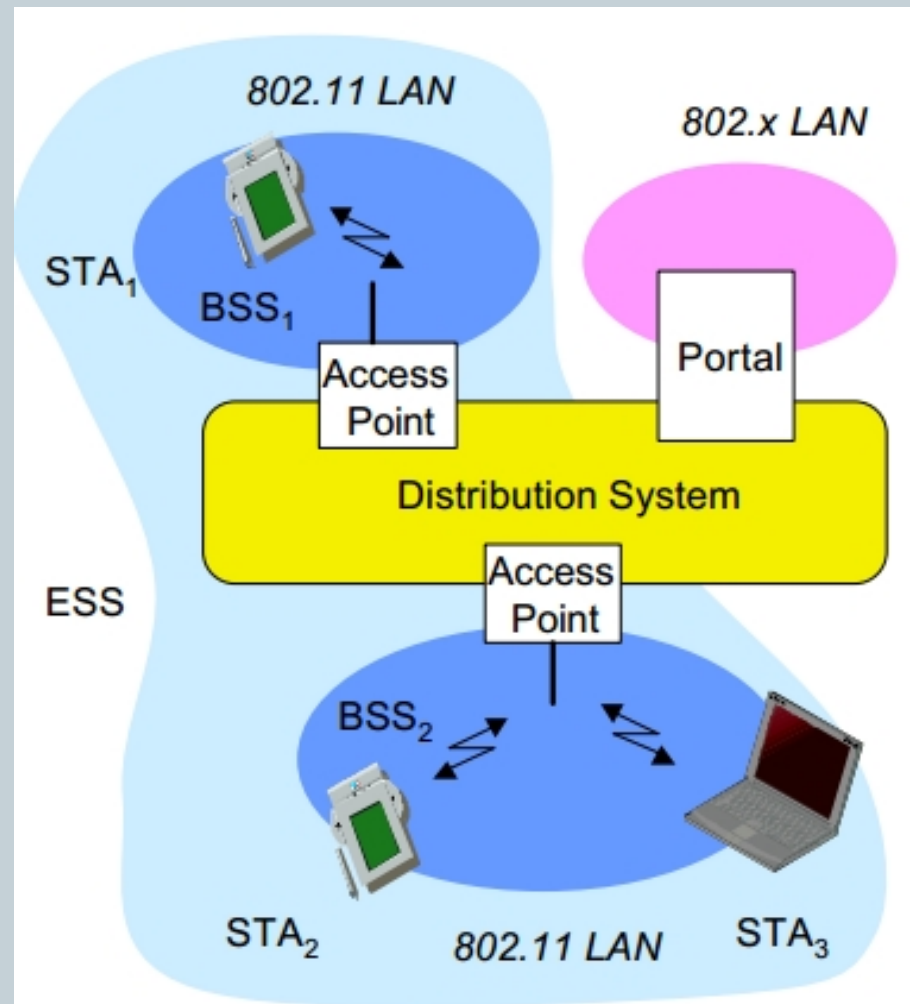 802.11 LAN
802.x LAN
STA₁
BSS₁
Access
Point
Portal
Distribution System
ESS
Access
Point
BSS₂
STA₂
802.11 LAN
STA₃